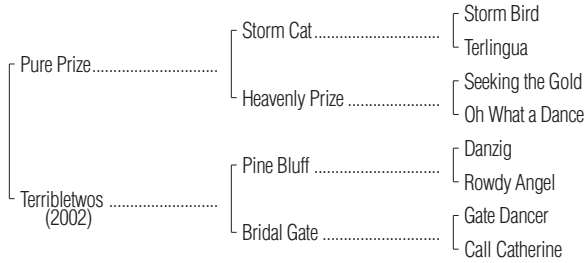 Storm Bird
Storm Cat
Terlingua
Pure Prize
Seeking the Gold
Heavenly Prize
Oh What a Dance
Danzig
Pine Bluff
Rowdy Angel
Terribletwos
(2002)
Gate Dancer
Bridal Gate
Call Catherine